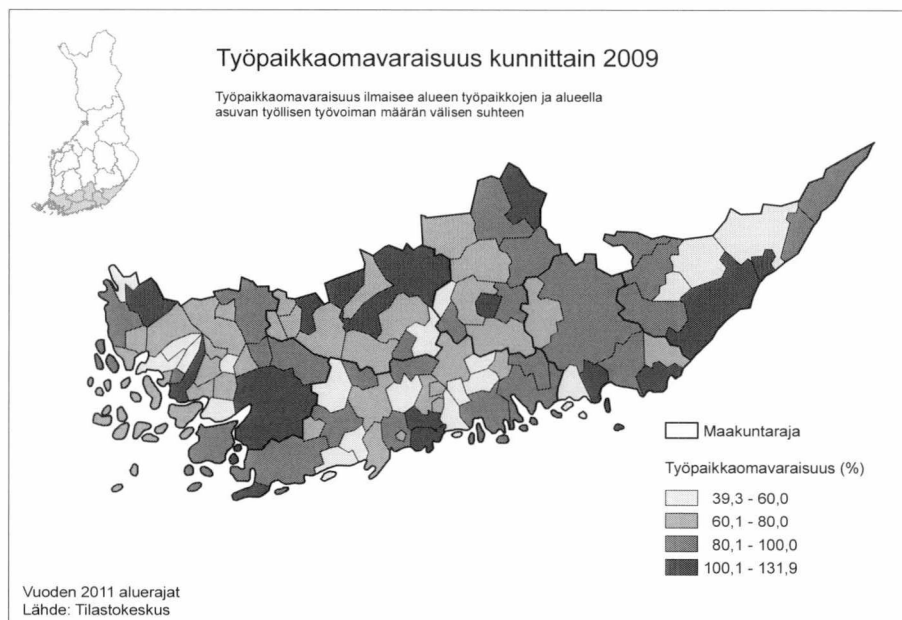 Työpaikkaomavaraisuus kunnittain 2009
Työpaikkaomavaraisuus ilmaisee alueen työpaikkojen ja alueella
asuvan työllisen työvoiman määrän välisen suhteen
Maakuntaraja
Työpaikkaomavaraisuus (%)
39,3 - 60,0
60,1 - 80,0
80,1 - 100,0
100,1 - 131,9
Vuoden 2011 aluerajat
Lähde: Tilastokeskus